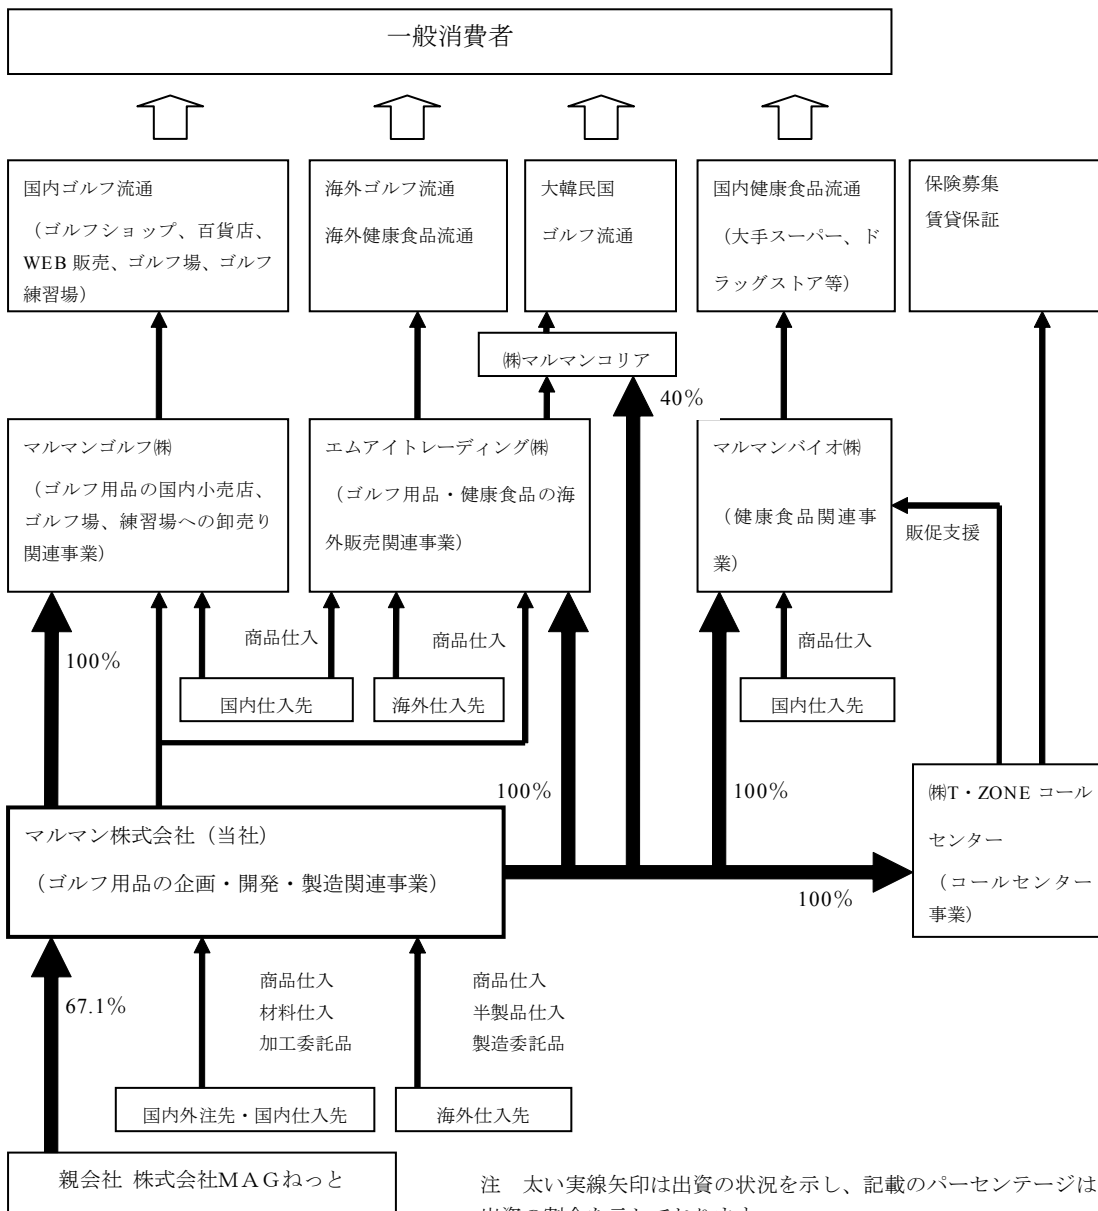 一般消費者
国内ゴルフ流通
（ゴルフショップ、百貨店、
WEB 販売、ゴルフ場、ゴルフ
練習場）
海外ゴルフ流通
海外健康食品流通
大韓民国
ゴルフ流通
国内健康食品流通
（大手スーパー、ド
ラッグストア等）
保険募集
賃貸保証
㈱マルマンコリア
40％
マルマンゴルフ㈱
（ゴルフ用品の国内小売店、
ゴルフ場、練習場への卸売り
関連事業）
エムアイトレーディング㈱
（ゴルフ用品・健康食品の海
外販売関連事業）
マルマンバイオ㈱
（健康食品関連事
業）
販促支援
100％
商品仕入
商品仕入
商品仕入
国内仕入先
海外仕入先
国内仕入先
100％
100％
㈱T・ZONE コール
センター
（コールセンター
事業）
マルマン株式会社（当社）
（ゴルフ用品の企画・開発・製造関連事業）
100％
67.1％
商品仕入
材料仕入
加工委託品
商品仕入
半製品仕入
製造委託品
国内外注先・国内仕入先
海外仕入先
親会社 株式会社MAGねっと
注　太い実線矢印は出資の状況を示し、記載のパーセンテージは